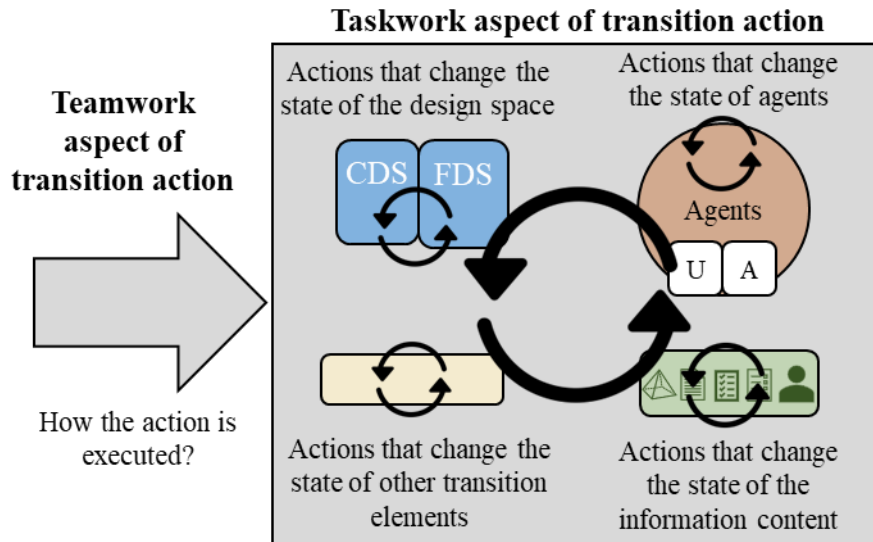 Taskwork aspect of transition action
Teamwork
aspect of
transition action
How the action is
executed?
Actions that change the
state of the design space
CDS FDS
Actions that change
the state of agents
Agents
U A
Actions that change the
state of other transition
elements
Actions that change
the state of the
information content